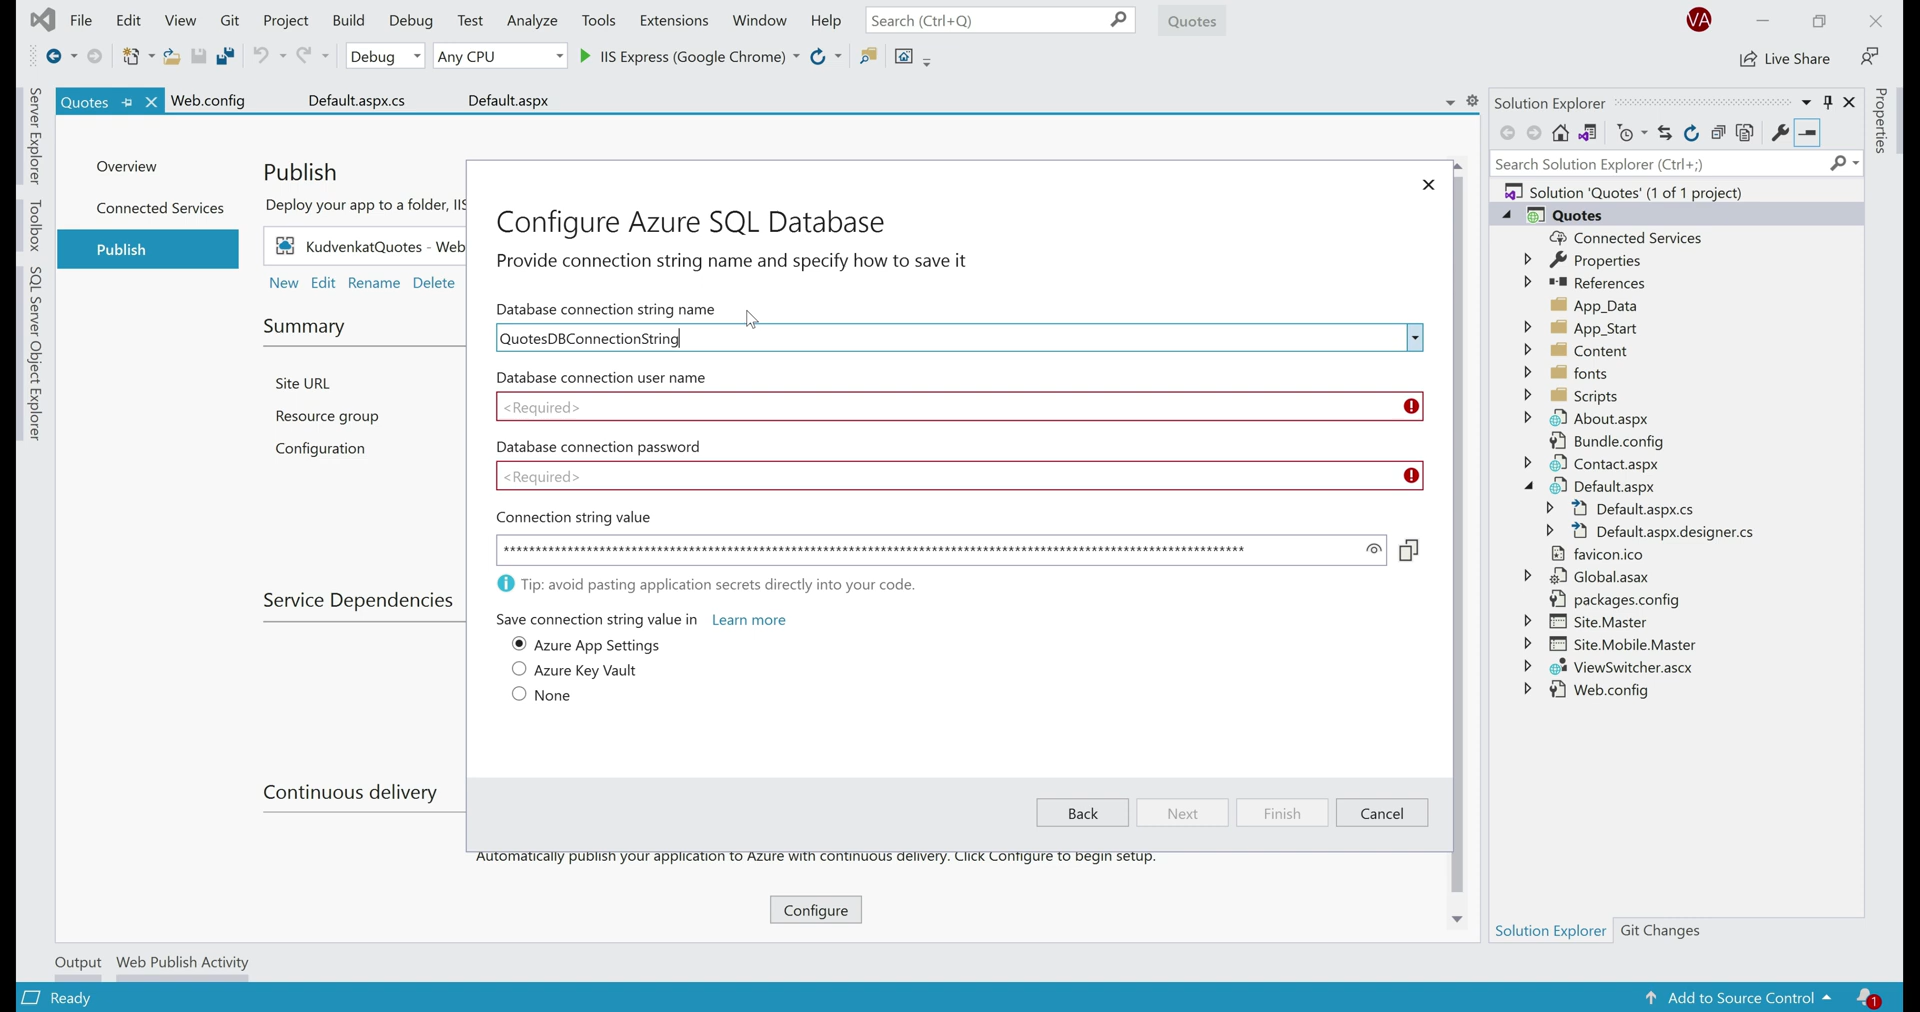 File Edit View Git Project Build Debug Test Analyze Tools Extensions Window Help Search (Ctrl+Q) Quotes VA
Debug Any CPU IIS Express (Google Chrome) Live Share
Server Explorer
Toolbox
SQL Server Object Explorer
Quotes Web.config Default.aspx.cs Default.aspx
Overview
Connected Services
Publish
Publish
Deploy your app to a folder, IIS
KudvenkatQuotes - Web
New Edit Rename Delete
Summary
Site URL
Resource group
Configuration
Service Dependencies
Continuous delivery
Automatically publish your application to Azure with continuous delivery. Click Configure to begin setup.
Configure
Configure Azure SQL Database
Provide connection string name and specify how to save it
Database connection string name
QuotesDBConnectionString
Database connection user name
<Required>
Database connection password
<Required>
Connection string value
********************************************************************************************************************
Tip: avoid pasting application secrets directly into your code.
Save connection string value in Learn more
Azure App Settings
Azure Key Vault
None
Back Next Finish Cancel
Solution Explorer
Search Solution Explorer (Ctrl+;)
Solution 'Quotes' (1 of 1 project)
Quotes
Connected Services
Properties
References
App_Data
App_Start
Content
fonts
Scripts
About.aspx
Bundle.config
Contact.aspx
Default.aspx
Default.aspx.cs
Default.aspx.designer.cs
favicon.ico
Global.asax
packages.config
Site.Master
Site.Mobile.Master
ViewSwitcher.ascx
Web.config
Solution Explorer Git Changes
Properties
Output Web Publish Activity
Ready Add to Source Control 1